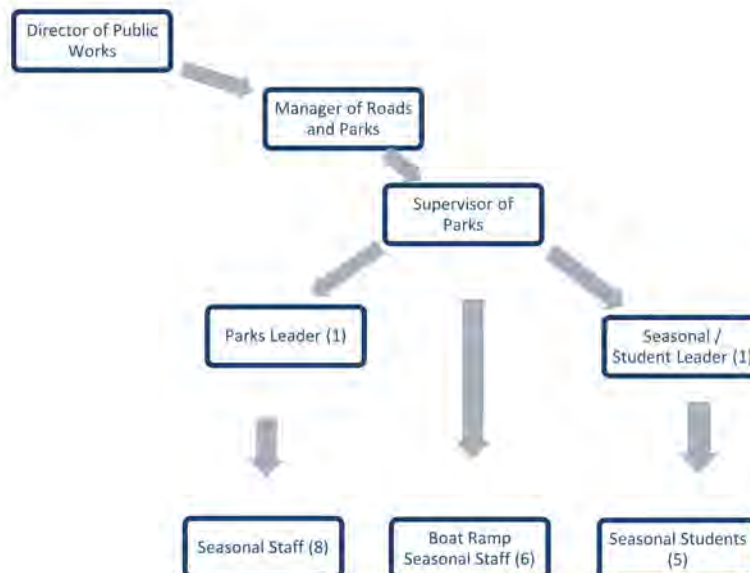 Director of Public
Works
Manager of Roads
and Parks
Supervisor of
Parks
Parks Leader (1)
Seasonal /
Student Leader (1)
Seasonal Staff (8)
Boat Ramp
Seasonal Staff (6)
Seasonal Students
(5)